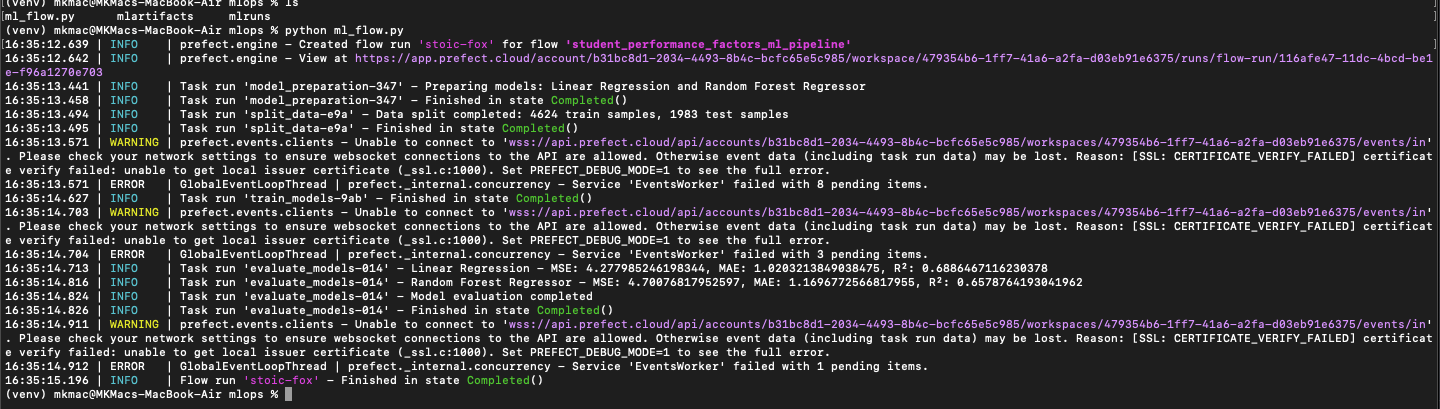 (venv) mkmac@MKMacs-MacBook-Air mlops % ls
ml_flow.py      mlartifacts     mlruns
(venv) mkmac@MKMacs-MacBook-Air mlops % python ml_flow.py
16:35:12.639 | INFO    | prefect.engine - Created flow run 'stoic-fox' for flow 'student_performance_factors_ml_pipeline'
16:35:12.642 | INFO    | prefect.engine - View at https://app.prefect.cloud/account/b31bc8d1-2034-4493-8b4c-bcfc65e5c985/workspace/479354b6-1ff7-41a6-a2fa-d03eb91e6375/runs/flow-run/116afe47-11dc-4bcd-be1
e-f96a1270e703
16:35:13.441 | INFO    | Task run 'model_preparation-347' - Preparing models: Linear Regression and Random Forest Regressor
16:35:13.458 | INFO    | Task run 'model_preparation-347' - Finished in state Completed()
16:35:13.494 | INFO    | Task run 'split_data-e9a' - Data split completed: 4624 train samples, 1983 test samples
16:35:13.495 | INFO    | Task run 'split_data-e9a' - Finished in state Completed()
16:35:13.571 | WARNING | prefect.events.clients - Unable to connect to 'wss://api.prefect.cloud/api/accounts/b31bc8d1-2034-4493-8b4c-bcfc65e5c985/workspaces/479354b6-1ff7-41a6-a2fa-d03eb91e6375/events/in'
. Please check your network settings to ensure websocket connections to the API are allowed. Otherwise event data (including task run data) may be lost. Reason: [SSL: CERTIFICATE_VERIFY_FAILED] certificat
e verify failed: unable to get local issuer certificate (_ssl.c:1000). Set PREFECT_DEBUG_MODE=1 to see the full error.
16:35:13.571 | ERROR   | GlobalEventLoopThread | prefect._internal.concurrency - Service 'EventsWorker' failed with 8 pending items.
16:35:14.627 | INFO    | Task run 'train_models-9ab' - Finished in state Completed()
16:35:14.703 | WARNING | prefect.events.clients - Unable to connect to 'wss://api.prefect.cloud/api/accounts/b31bc8d1-2034-4493-8b4c-bcfc65e5c985/workspaces/479354b6-1ff7-41a6-a2fa-d03eb91e6375/events/in'
. Please check your network settings to ensure websocket connections to the API are allowed. Otherwise event data (including task run data) may be lost. Reason: [SSL: CERTIFICATE_VERIFY_FAILED] certificat
e verify failed: unable to get local issuer certificate (_ssl.c:1000). Set PREFECT_DEBUG_MODE=1 to see the full error.
16:35:14.704 | ERROR   | GlobalEventLoopThread | prefect._internal.concurrency - Service 'EventsWorker' failed with 3 pending items.
16:35:14.713 | INFO    | Task run 'evaluate_models-014' - Linear Regression - MSE: 4.277985246198344, MAE: 1.0203213849038475, R²: 0.6886467116230378
16:35:14.816 | INFO    | Task run 'evaluate_models-014' - Random Forest Regressor - MSE: 4.70076817952597, MAE: 1.1696772566817955, R²: 0.6578764193041962
16:35:14.824 | INFO    | Task run 'evaluate_models-014' - Model evaluation completed
16:35:14.826 | INFO    | Task run 'evaluate_models-014' - Finished in state Completed()
16:35:14.911 | WARNING | prefect.events.clients - Unable to connect to 'wss://api.prefect.cloud/api/accounts/b31bc8d1-2034-4493-8b4c-bcfc65e5c985/workspaces/479354b6-1ff7-41a6-a2fa-d03eb91e6375/events/in'
. Please check your network settings to ensure websocket connections to the API are allowed. Otherwise event data (including task run data) may be lost. Reason: [SSL: CERTIFICATE_VERIFY_FAILED] certificat
e verify failed: unable to get local issuer certificate (_ssl.c:1000). Set PREFECT_DEBUG_MODE=1 to see the full error.
16:35:14.912 | ERROR   | GlobalEventLoopThread | prefect._internal.concurrency - Service 'EventsWorker' failed with 1 pending items.
16:35:15.196 | INFO    | Flow run 'stoic-fox' - Finished in state Completed()
(venv) mkmac@MKMacs-MacBook-Air mlops %